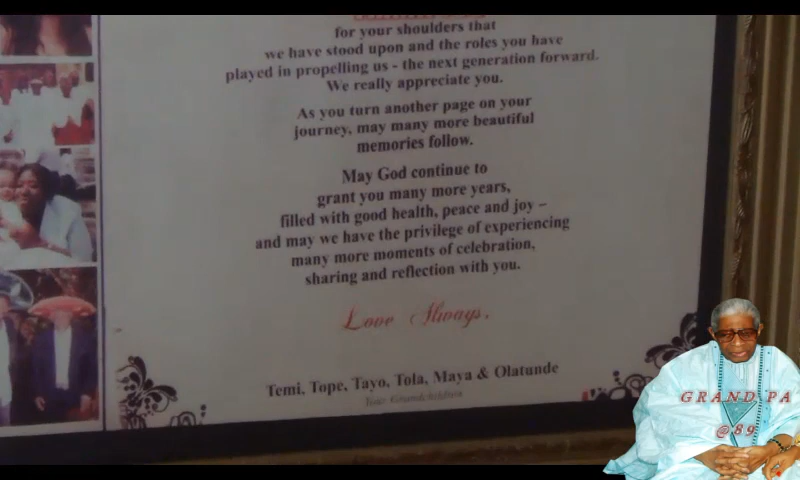 for your shoulders that
we have stood upon and the roles you have
played in propelling us - the next generation forward.
We really appreciate you.
As you turn another page on your
journey, may many more beautiful
memories follow.
May God continue to
grant you many more years,
filled with good health, peace and joy –
and may we have the privilege of experiencing
many more moments of celebration,
sharing and reflection with you.
Love Always,
Temi, Tope, Tayo, Tola, Maya & Olatunde
Your Grandchildren
GRAND PA
@ 89